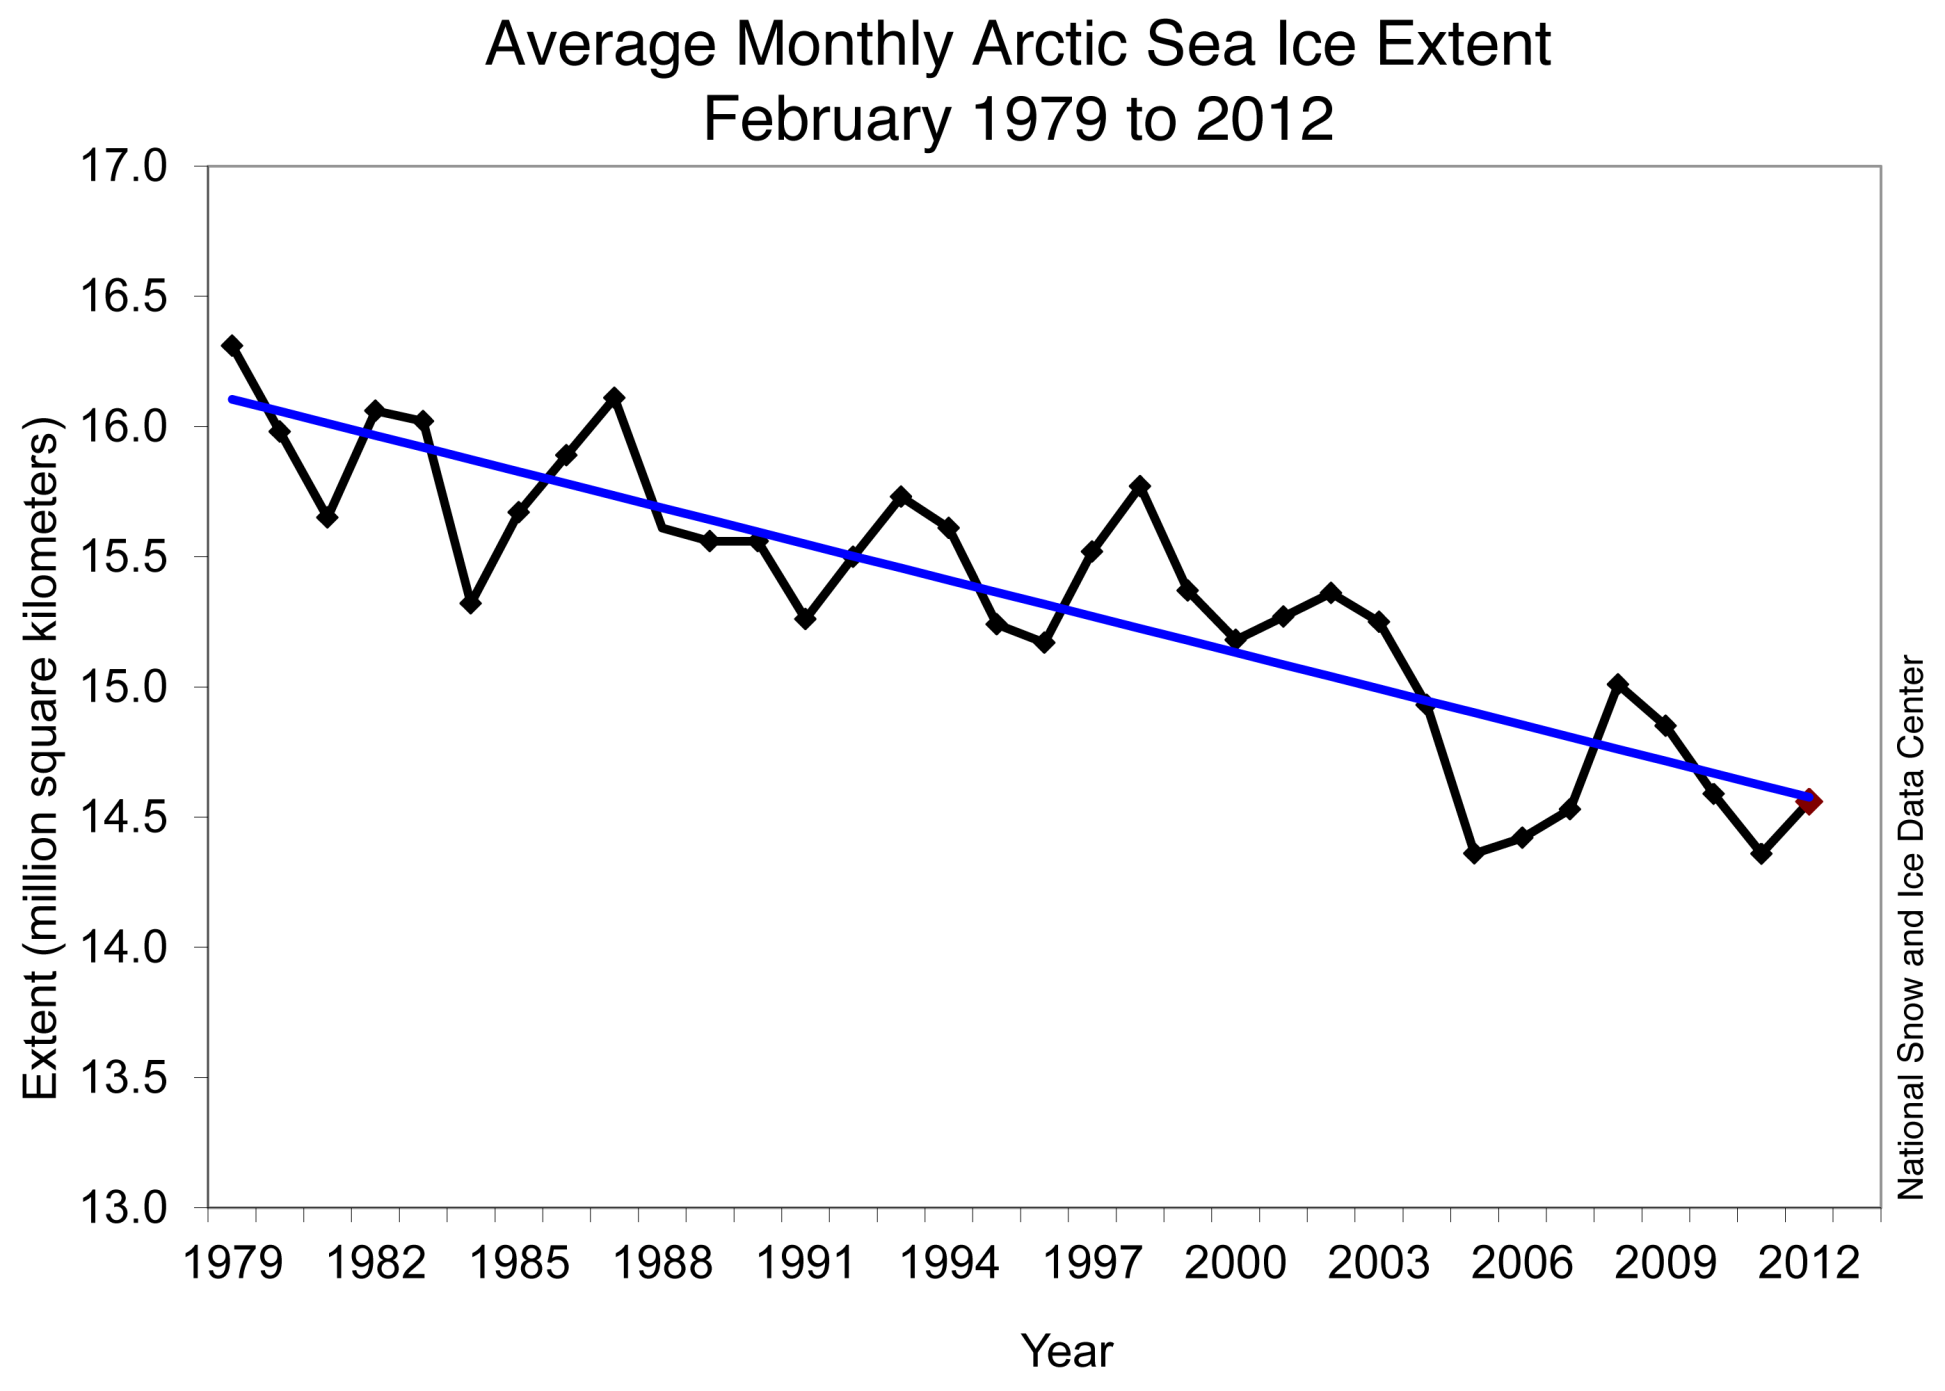 Average Monthly Arctic Sea Ice Extent
February 1979 to 2012
17.0
16.5
16.0
15.5
15.0
14.5
14.0
13.5
13.0
Extent (million square kilometers)
1979 1982 1985 1988 1991 1994 1997 2000 2003 2006 2009 2012
Year
National Snow and Ice Data Center